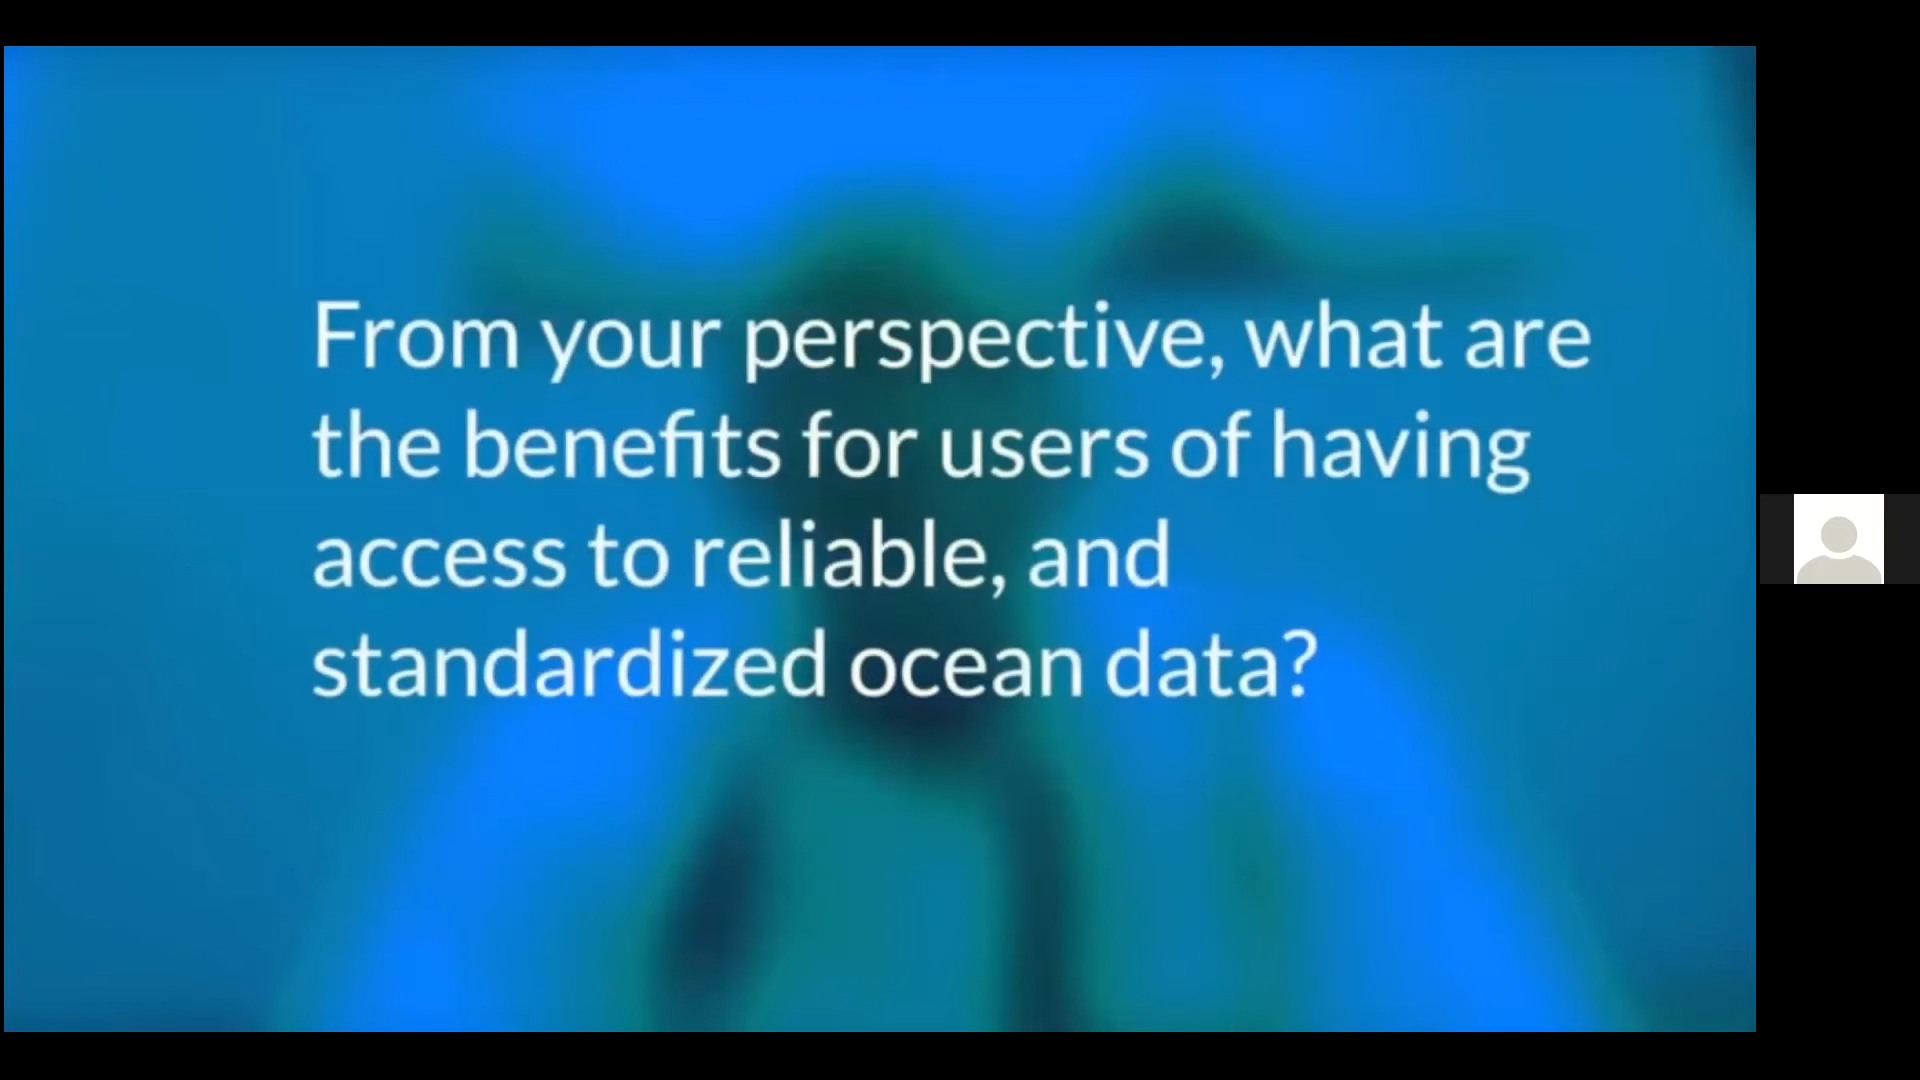 From your perspective, what are
the benefits for users of having
access to reliable, and
standardized ocean data?